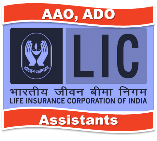 AAO, ADO
LIC
भारतीय जीवन बीमा निगम
LIFE INSURANCE CORPORATION OF INDIA
Assistants